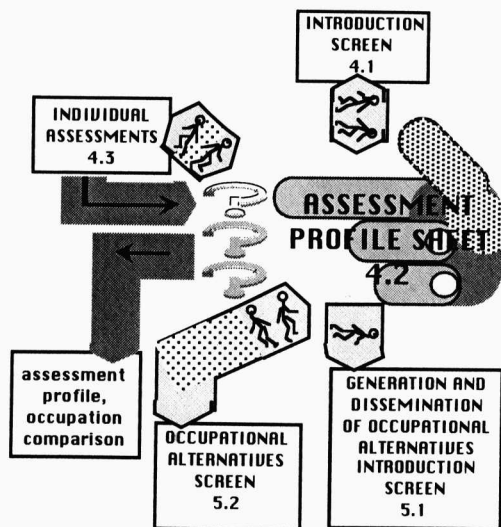 INTRODUCTION
SCREEN
4.1
INDIVIDUAL
ASSESSMENTS
4.3
ASSESSMENT
PROFILE SHEET
4.2
assessment
profile,
occupation
comparison
OCCUPATIONAL
ALTERNATIVES
SCREEN
5.2
GENERATION AND
DISSEMINATION
OF OCCUPATIONAL
ALTERNATIVES
INTRODUCTION
SCREEN
5.1